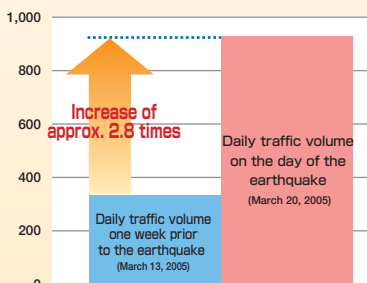 1,000
800
600
400
200
0
Increase of
approx. 2.8 times
Daily traffic volume
one week prior
to the earthquake
(March 13, 2005)
Daily traffic volume
on the day of the
earthquake
(March 20, 2005)